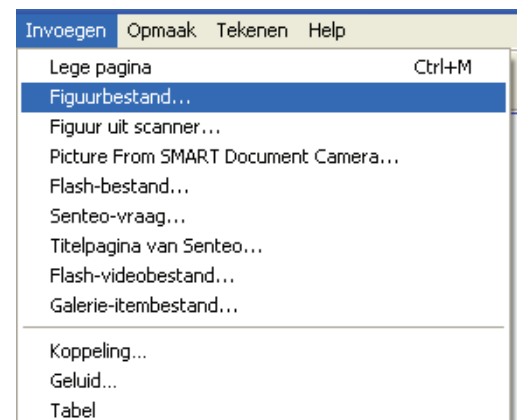 Invoegen Opmaak Tekenen Help
Lege pagina Ctrl+M
Figuurbestand...
Figuur uit scanner...
Picture From SMART Document Camera...
Flash-bestand...
Senteo-vraag...
Titelpagina van Senteo...
Flash-videobestand...
Galerie-itembestand...
Koppeling...
Geluid...
Tabel